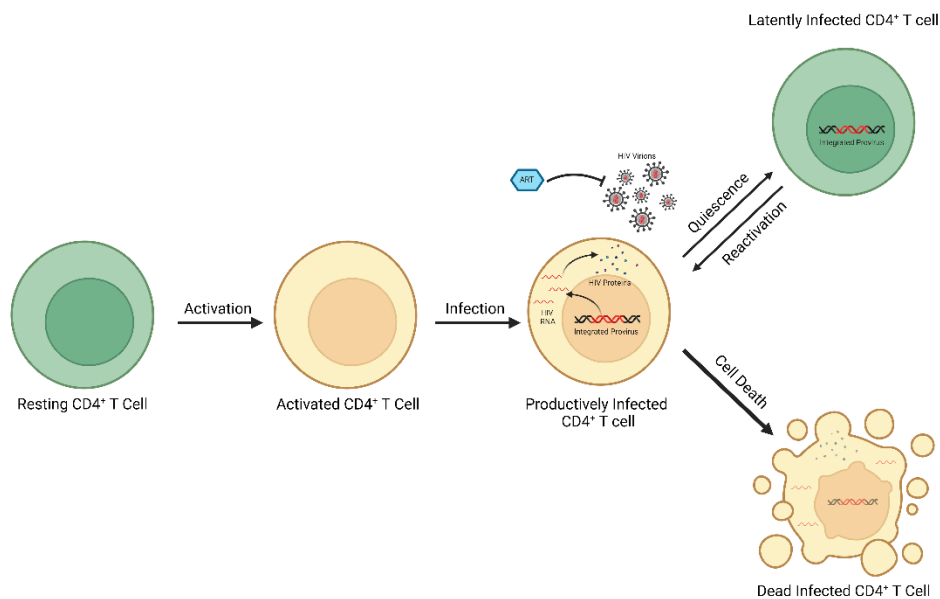 Latently Infected CD4⁺ T cell
Integrated Provirus
HIV Virions
ART
Quiescence
Reactivation
Activation
Infection
HIV Proteins
HIV
RNA
Integrated Provirus
Resting CD4⁺ T Cell
Activated CD4⁺ T Cell
Productively Infected
CD4⁺ T cell
Cell Death
Dead Infected CD4⁺ T Cell